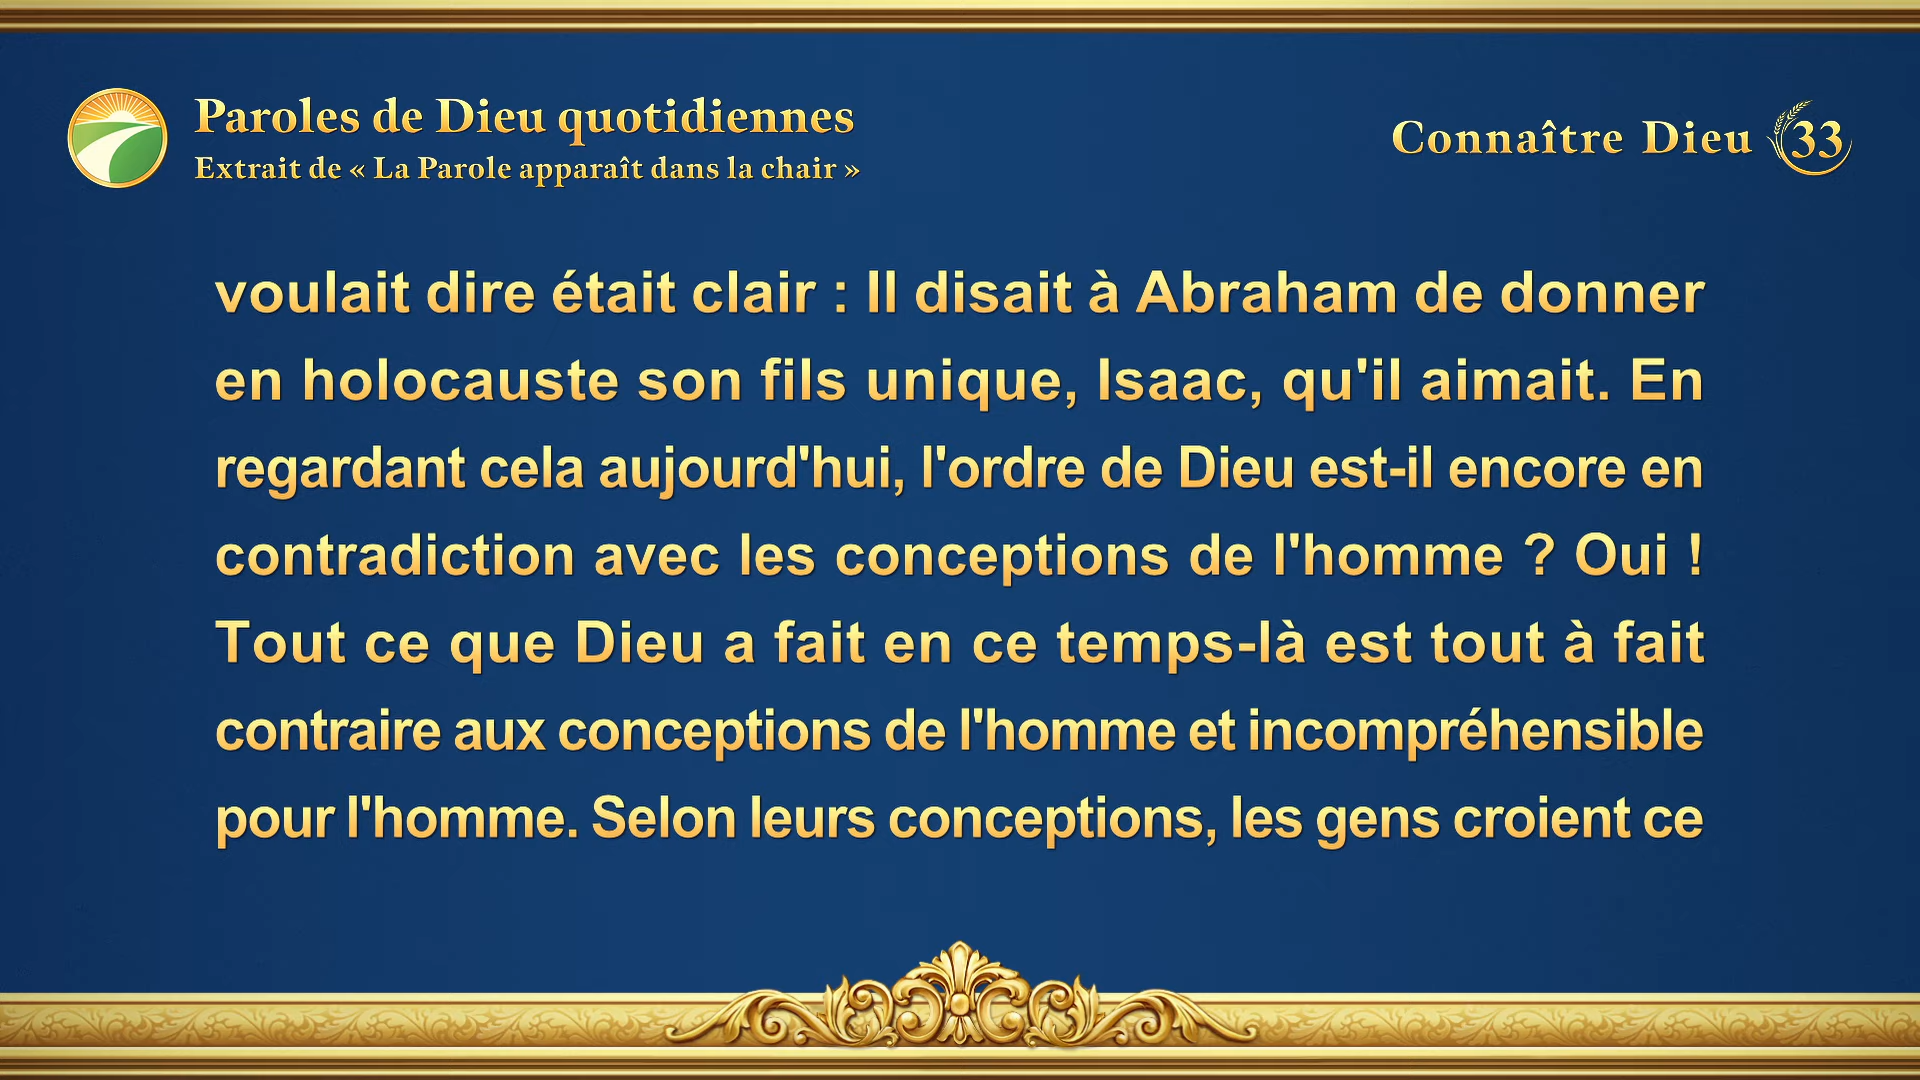 Paroles de Dieu quotidiennes
Extrait de « La Parole apparaît dans la chair »
Connaître Dieu 33
voulait dire était clair : Il disait à Abraham de donner
en holocauste son fils unique, Isaac, qu'il aimait. En
regardant cela aujourd'hui, l'ordre de Dieu est-il encore en
contradiction avec les conceptions de l'homme ? Oui !
Tout ce que Dieu a fait en ce temps-là est tout à fait
contraire aux conceptions de l'homme et incompréhensible
pour l'homme. Selon leurs conceptions, les gens croient ce